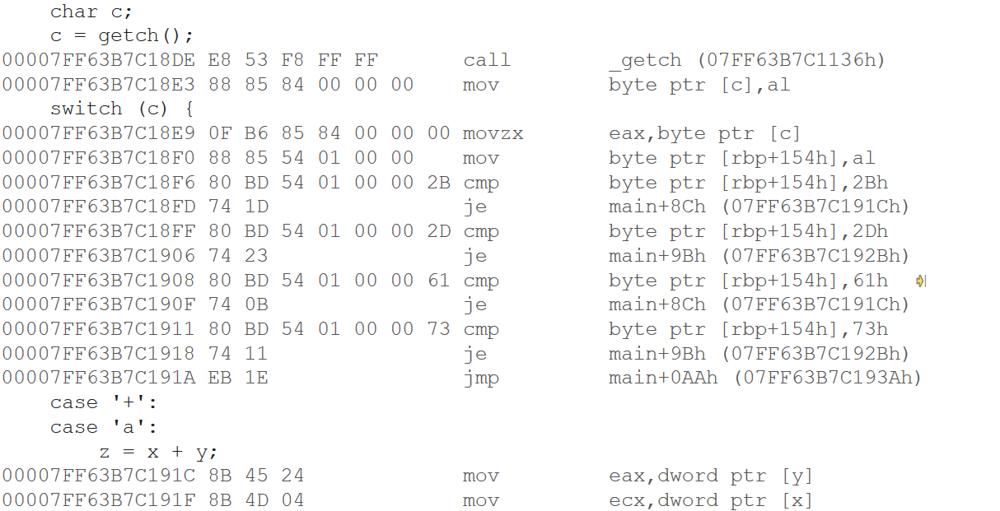 char c;
c = getch();
00007FF63B7C18DE E8 53 F8 FF FF call _getch (07FF63B7C1136h)
00007FF63B7C18E3 88 85 84 00 00 00 mov byte ptr [c],al
switch (c) {
00007FF63B7C18E9 0F B6 85 84 00 00 00 movzx eax,byte ptr [c]
00007FF63B7C18F0 88 85 54 01 00 00 mov byte ptr [rbp+154h],al
00007FF63B7C18F6 80 BD 54 01 00 00 2B cmp byte ptr [rbp+154h],2Bh
00007FF63B7C18FD 74 1D je main+8Ch (07FF63B7C191Ch)
00007FF63B7C18FF 80 BD 54 01 00 00 2D cmp byte ptr [rbp+154h],2Dh
00007FF63B7C1906 74 23 je main+9Bh (07FF63B7C192Bh)
00007FF63B7C1908 80 BD 54 01 00 00 61 cmp byte ptr [rbp+154h],61h
00007FF63B7C190F 74 0B je main+8Ch (07FF63B7C191Ch)
00007FF63B7C1911 80 BD 54 01 00 00 73 cmp byte ptr [rbp+154h],73h
00007FF63B7C1918 74 11 je main+9Bh (07FF63B7C192Bh)
00007FF63B7C191A EB 1E jmp main+0AAh (07FF63B7C193Ah)
case '+':
case 'a':
z = x + y;
00007FF63B7C191C 8B 45 24 mov eax,dword ptr [y]
00007FF63B7C191F 8B 4D 04 mov ecx,dword ptr [x]